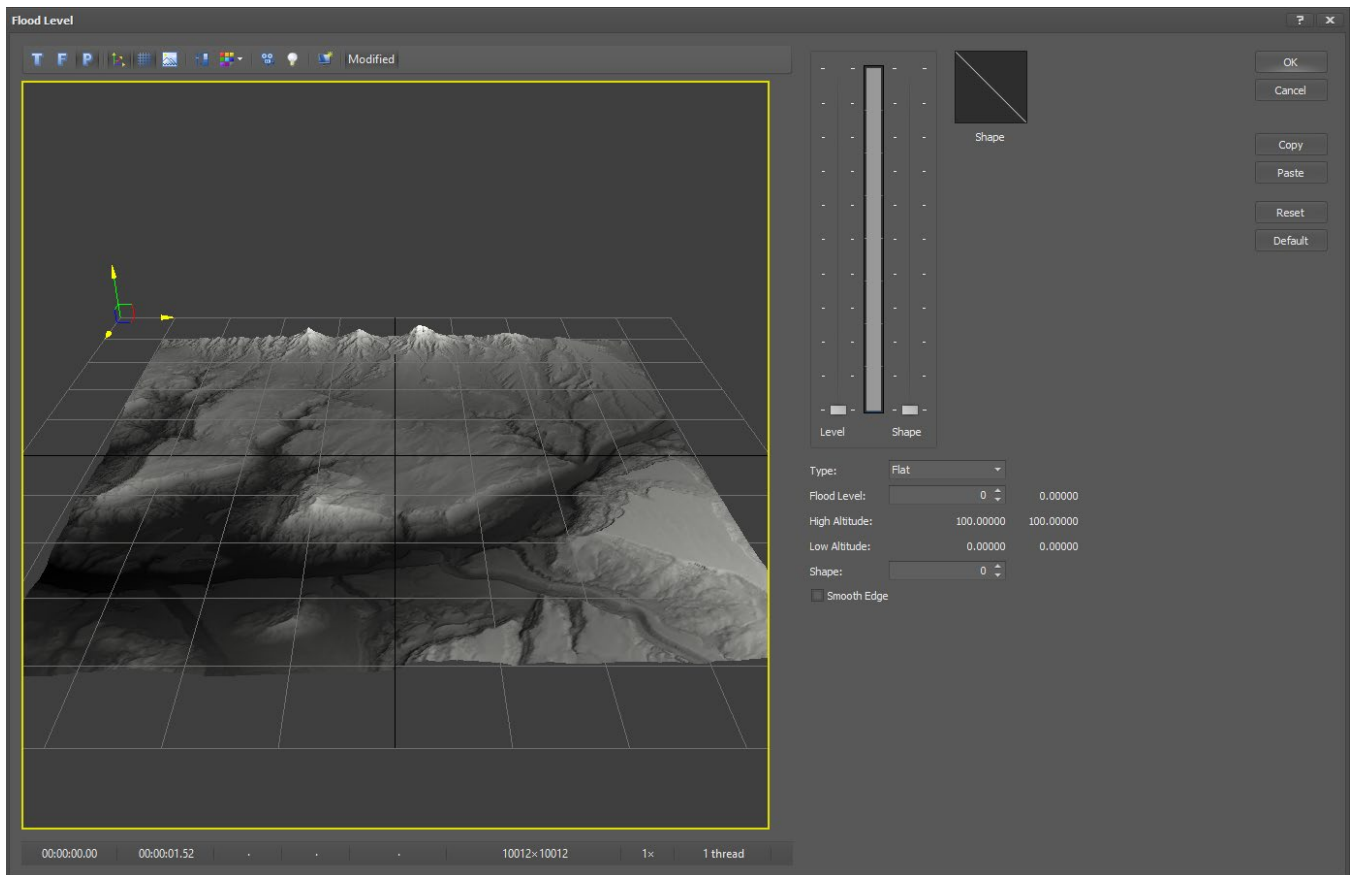 Flood Level
? ×
T F P Modified
OK
Cancel
Shape
Copy
Paste
Reset
Default
Level Shape
Type: Flat
Flood Level: 0 0.00000
High Altitude: 100.00000 100.00000
Low Altitude: 0.00000 0.00000
Shape: 0
Smooth Edge
00:00:00.00 00:00:01.52 . . . 10012×10012 1× 1 thread